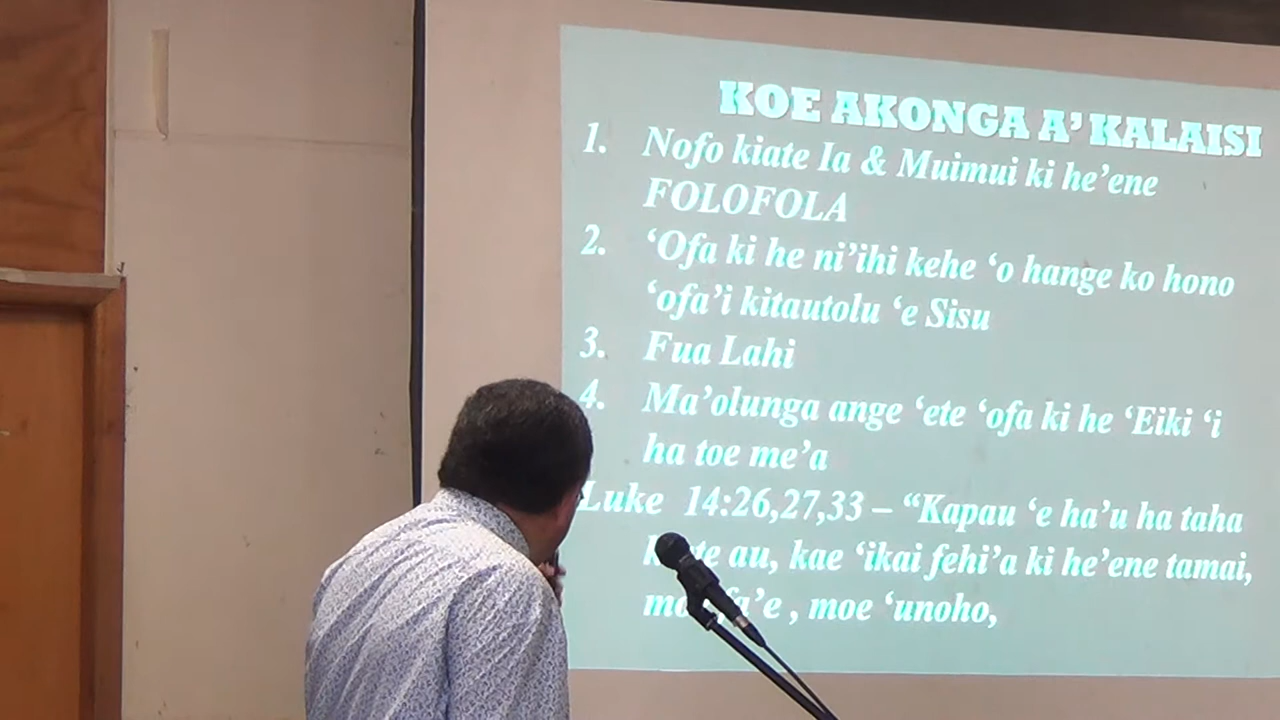 KOE AKONGA A’ KALAISI
1. Nofo kiate Ia & Muimui ki he’ene
FOLOFOLA
2. ‘Ofa ki he ni’ihi kehe ‘o hange ko hono
‘ofa’i kitautolu ‘e Sisu
3. Fua Lahi
4. Ma’olunga ange ‘ete ‘ofa ki he ‘Eiki ‘i
ha toe me’a
Luke 14:26,27,33 – “Kapau ‘e ha’u ha taha
au, kae ‘ikai fehi’a ki he’ene tamai,
, moe ‘unoho,